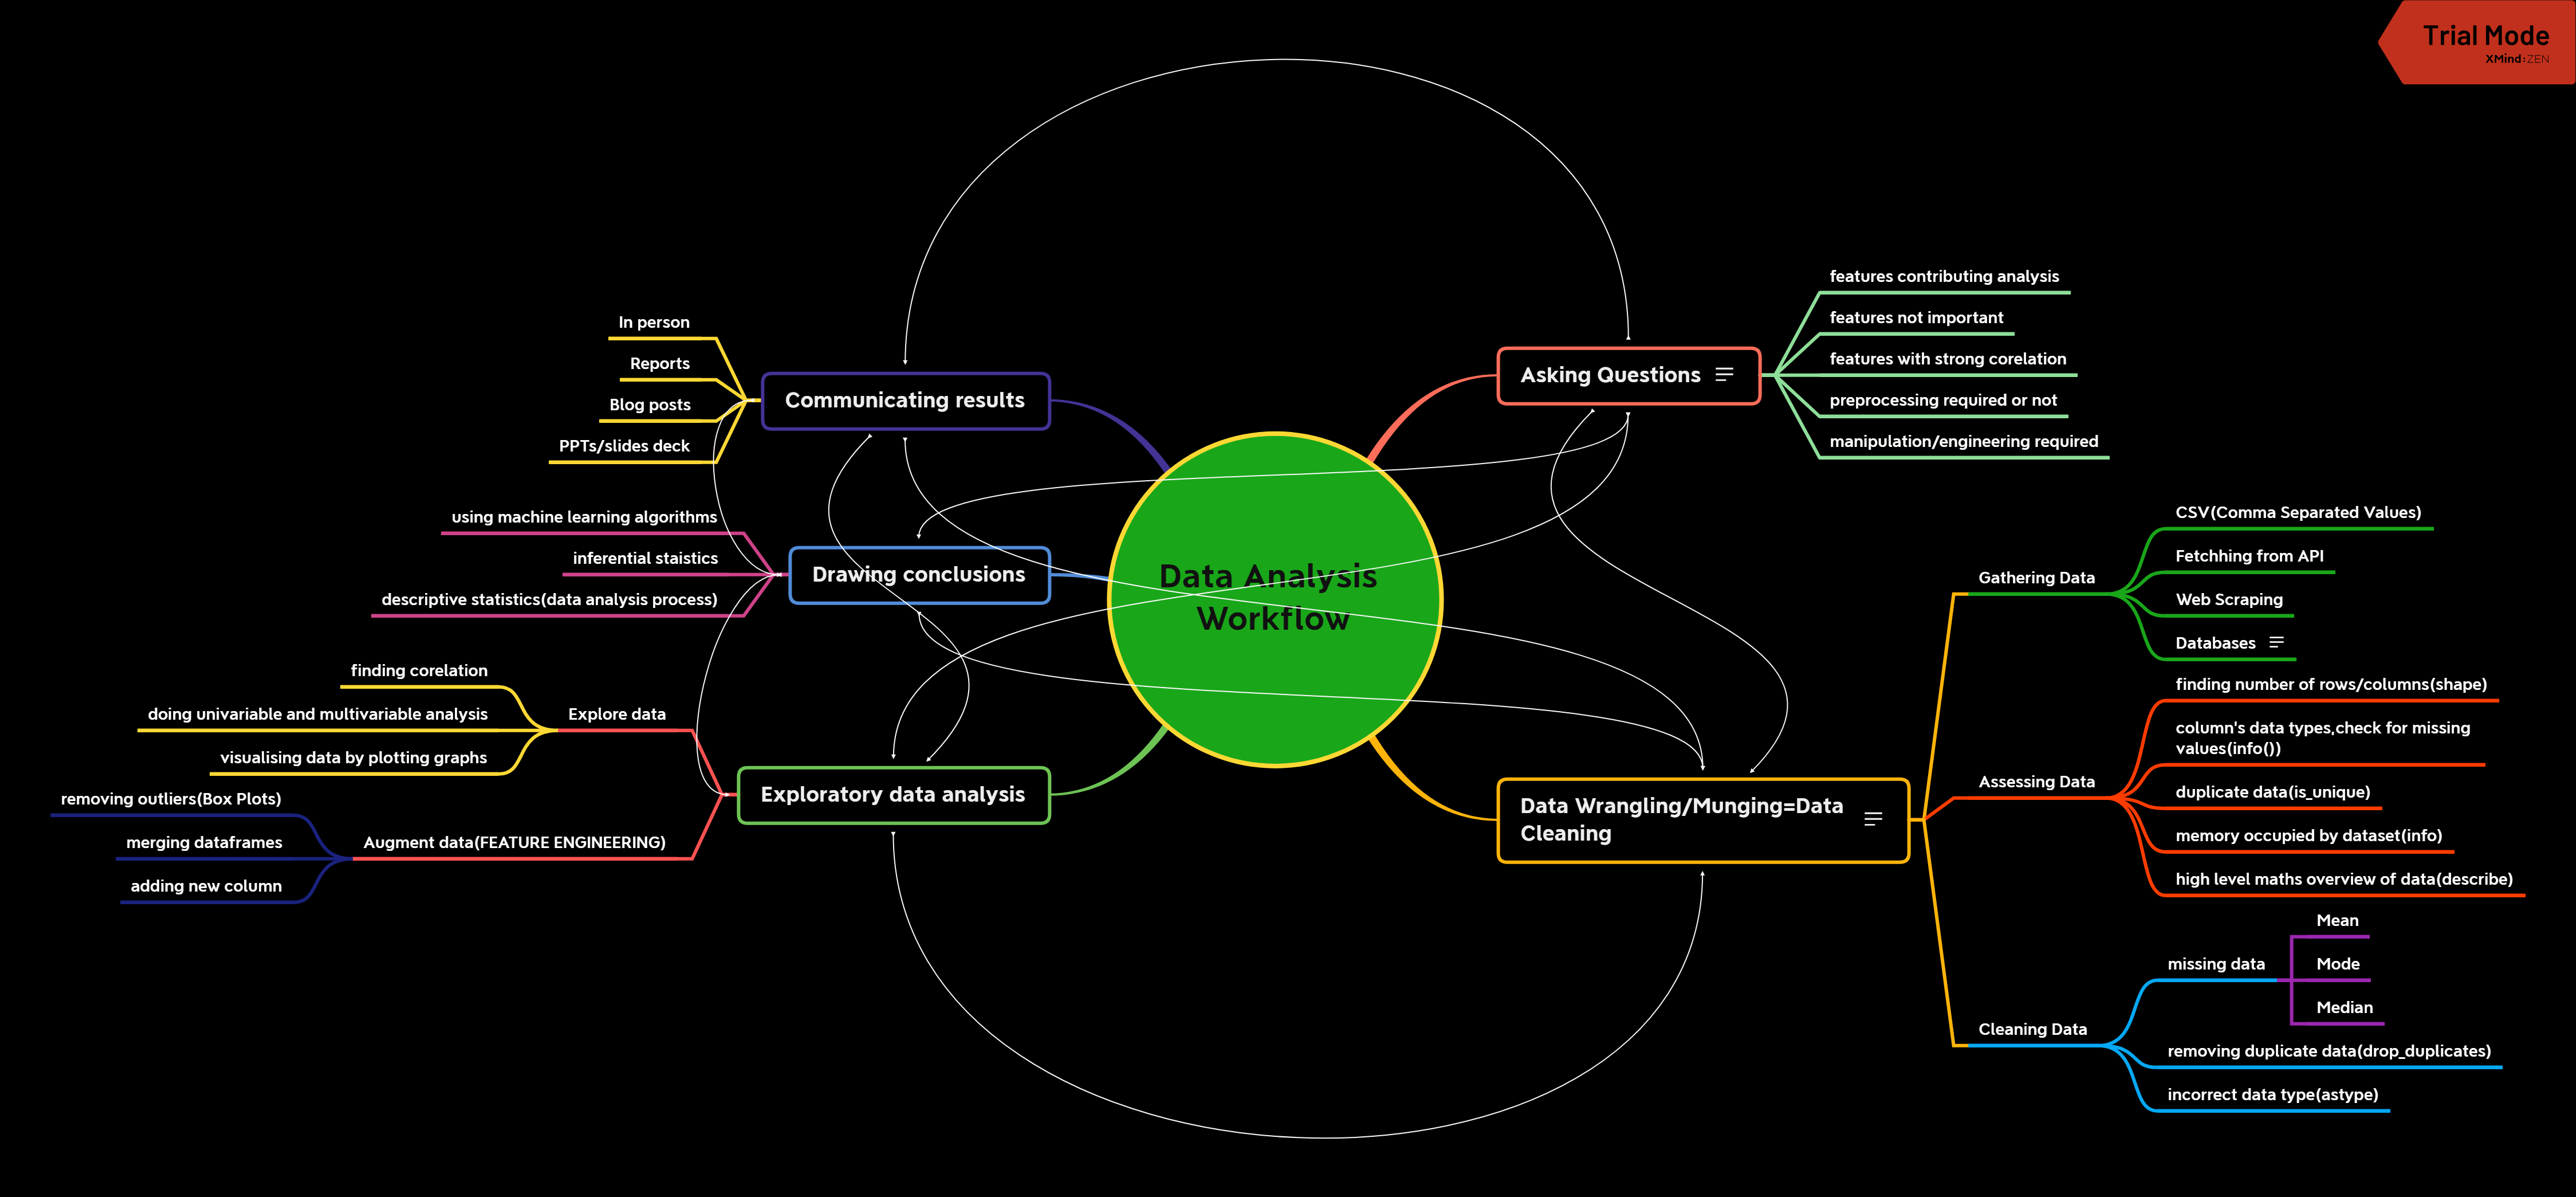 Trial Mode
XMind:ZEN
Data Analysis
Workflow
Asking Questions
features contributing analysis
features not important
features with strong corelation
preprocessing required or not
manipulation/engineering required
Data Wrangling/Munging=Data
Cleaning
Gathering Data
CSV(Comma Separated Values)
Fetchhing from API
Web Scraping
Databases
Assessing Data
finding number of rows/columns(shape)
column's data types,check for missing
values(info())
duplicate data(is_unique)
memory occupied by dataset(info)
high level maths overview of data(describe)
Cleaning Data
missing data
Mean
Mode
Median
removing duplicate data(drop_duplicates)
incorrect data type(astype)
Exploratory data analysis
Explore data
finding corelation
doing univariable and multivariable analysis
visualising data by plotting graphs
Augment data(FEATURE ENGINEERING)
removing outliers(Box Plots)
merging dataframes
adding new column
Drawing conclusions
using machine learning algorithms
inferential staistics
descriptive statistics(data analysis process)
Communicating results
In person
Reports
Blog posts
PPTs/slides deck